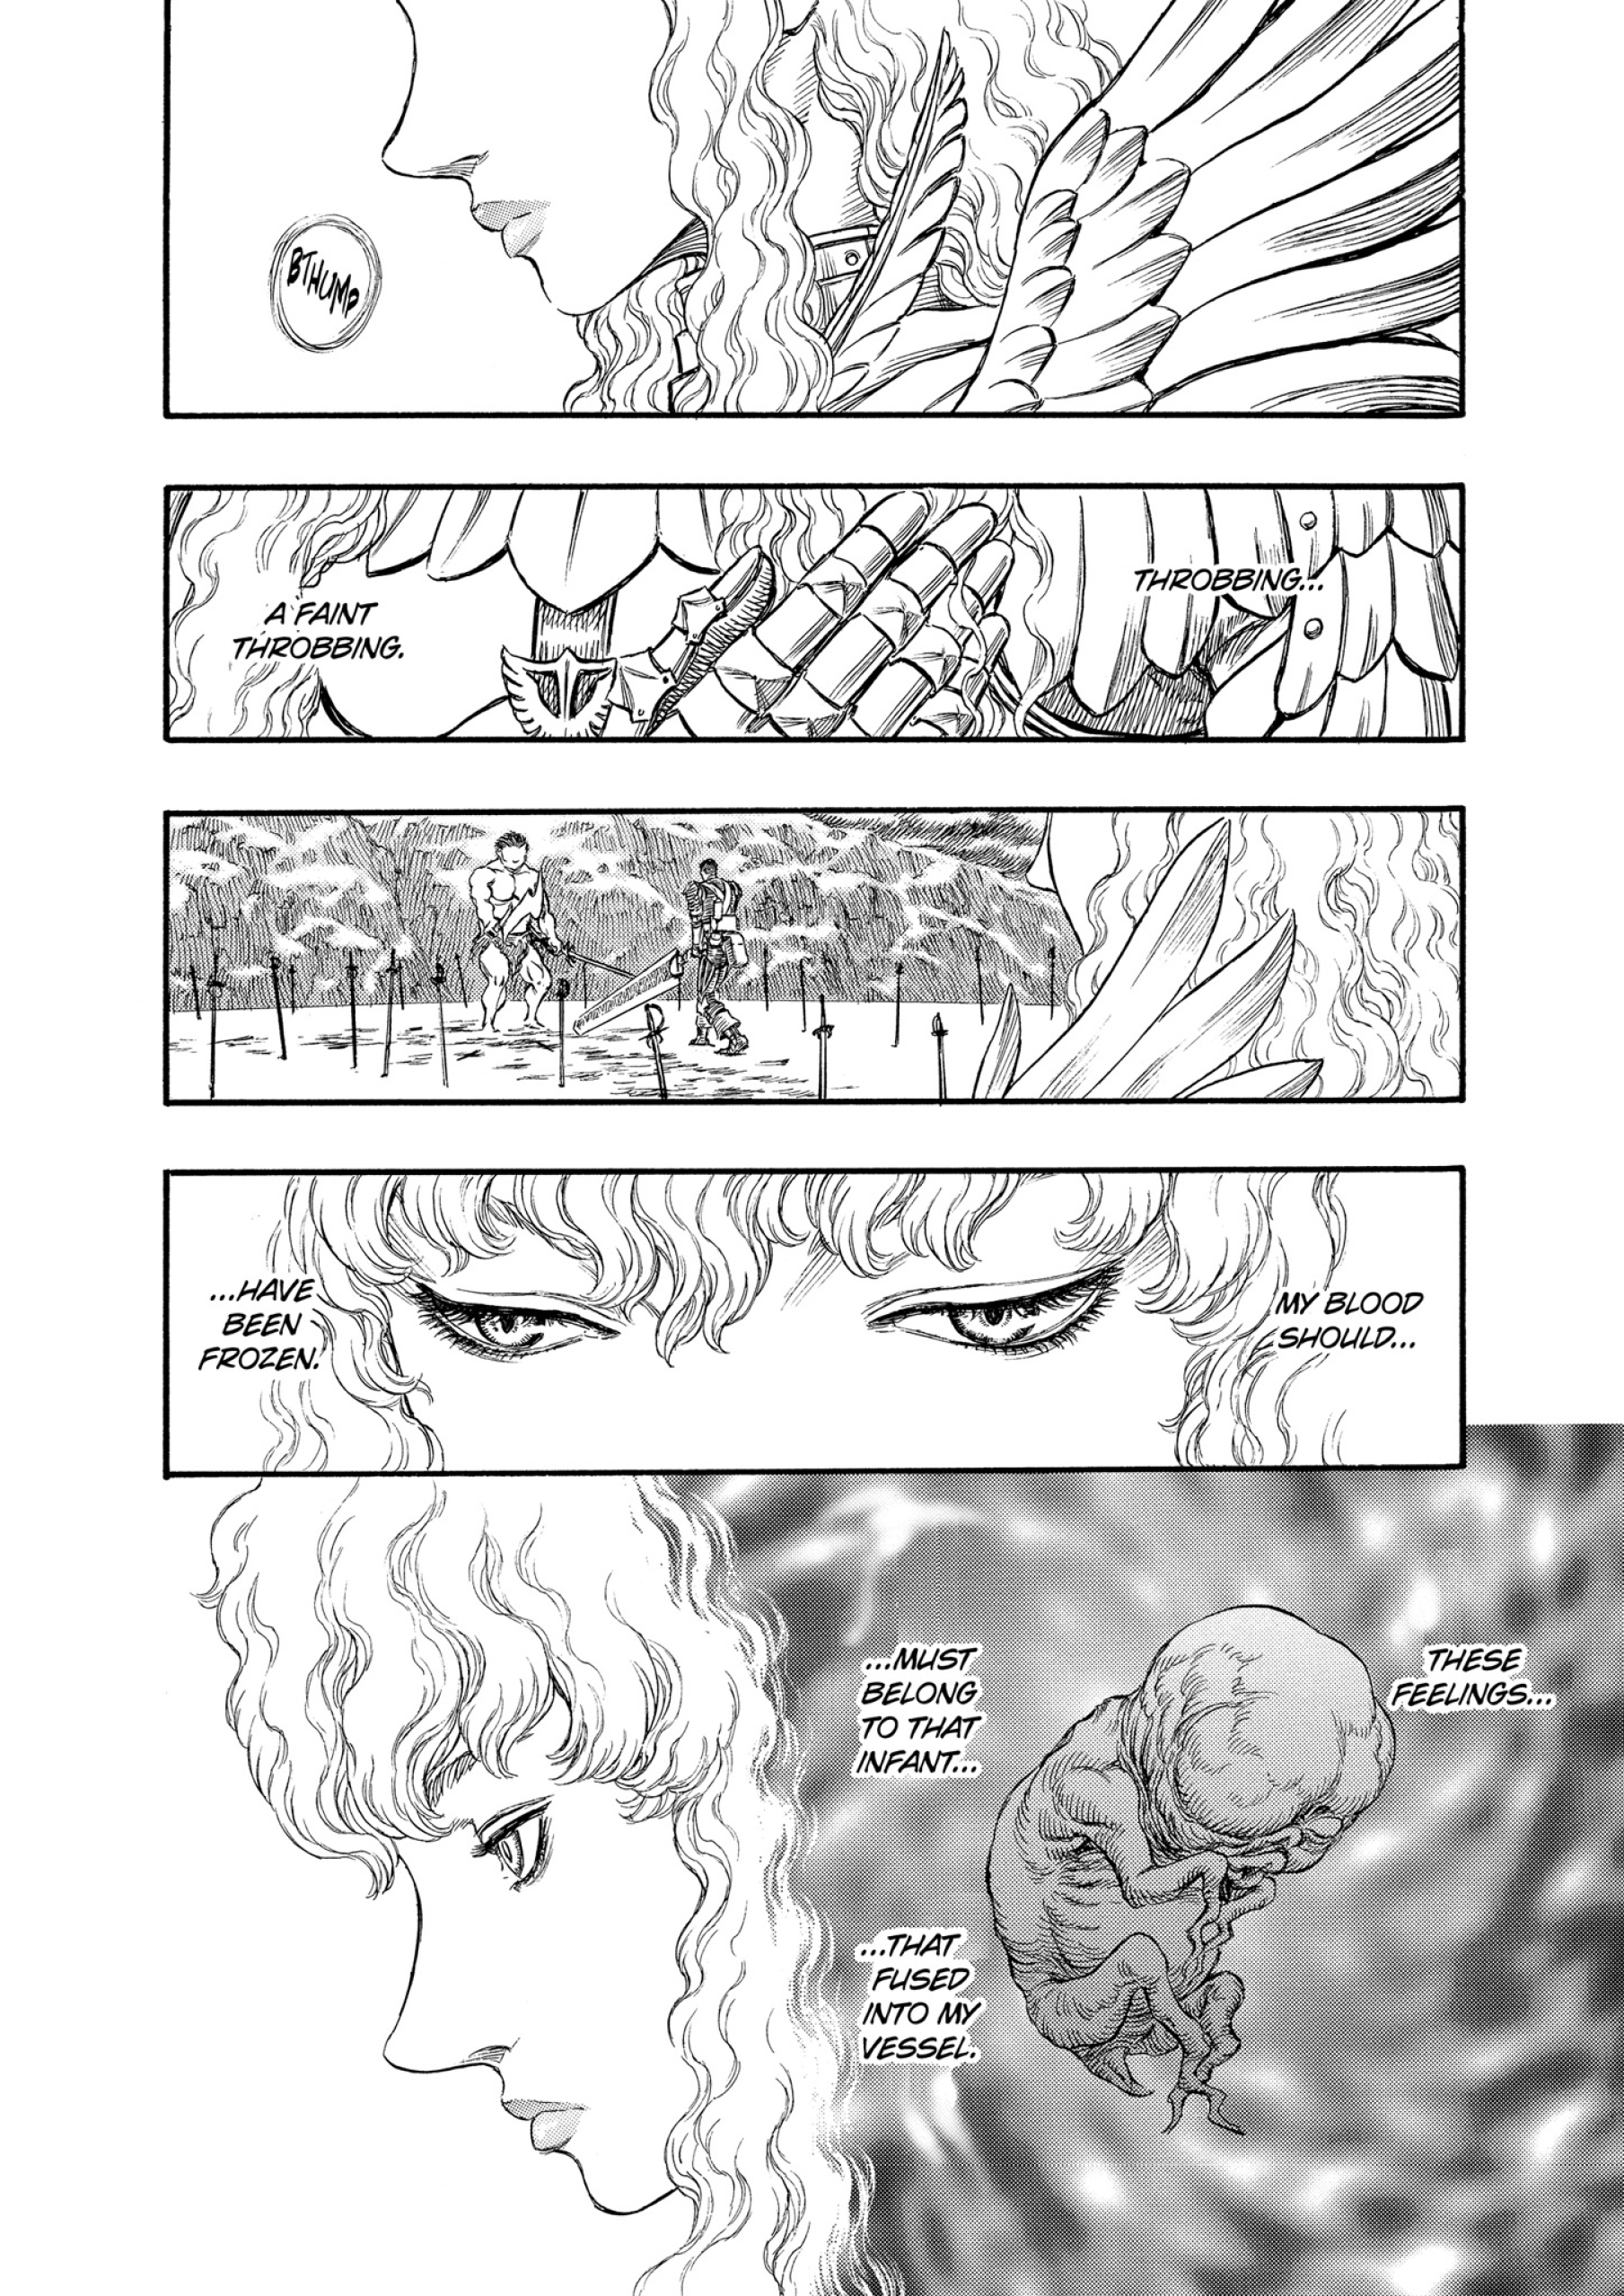 BTHUMP
THROBBING...
A FAINT
THROBBING.
MY BLOOD
SHOULD...
...HAVE
BEEN
FROZEN.
THESE
FEELINGS...
...MUST
BELONG
TO THAT
INFANT...
...THAT
FUSED
INTO MY
VESSEL.